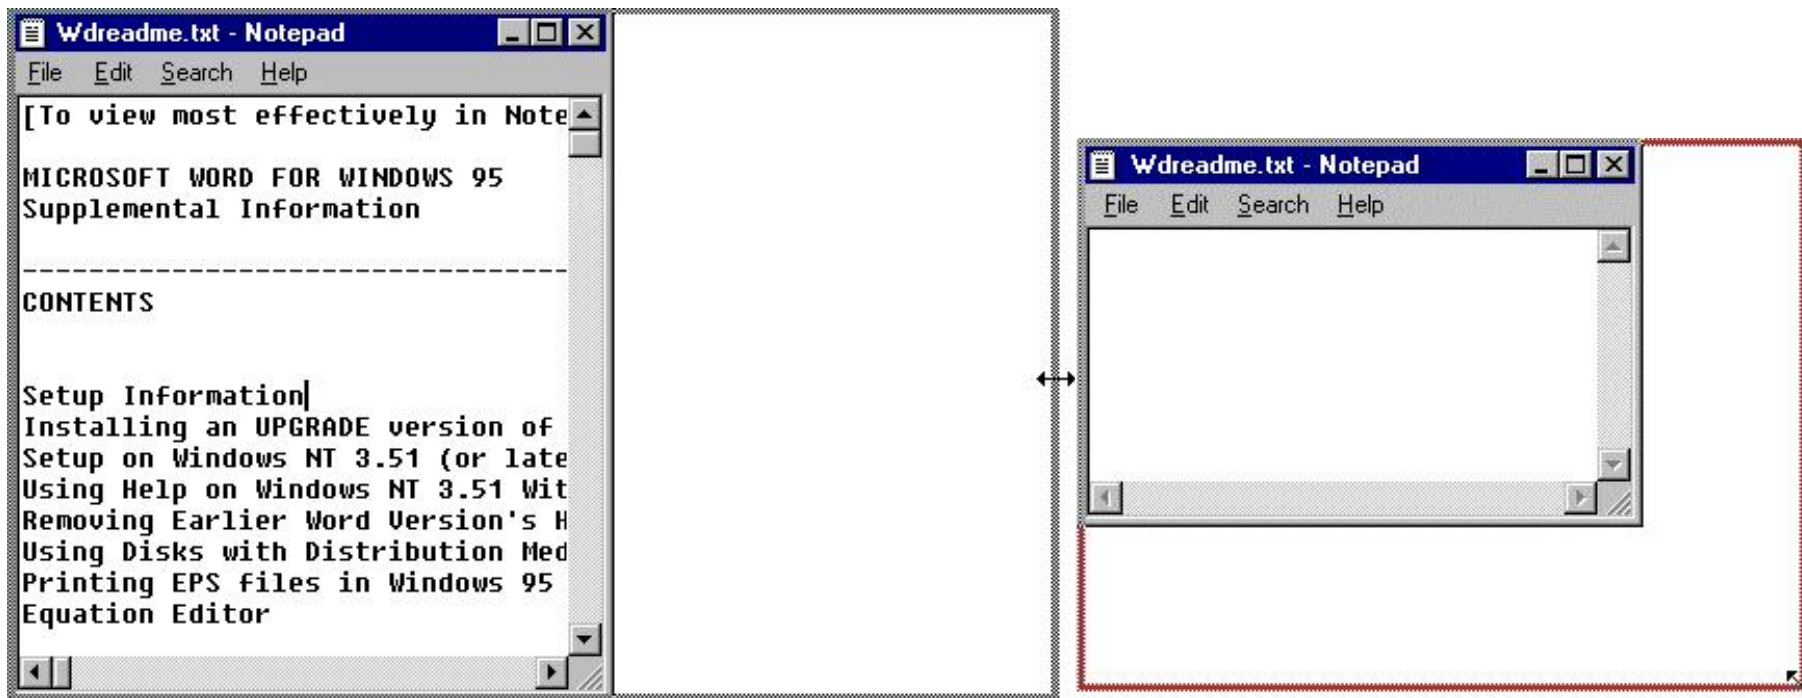 Wdreadme.txt - Notepad
File Edit Search Help
[To view most effectively in Note
MICROSOFT WORD FOR WINDOWS 95
Supplemental Information
---------------------------------
CONTENTS
Setup Information
Installing an UPGRADE version of
Setup on Windows NT 3.51 (or late
Using Help on Windows NT 3.51 Wit
Removing Earlier Word Version's H
Using Disks with Distribution Med
Printing EPS files in Windows 95
Equation Editor
Wdreadme.txt - Notepad
File Edit Search Help